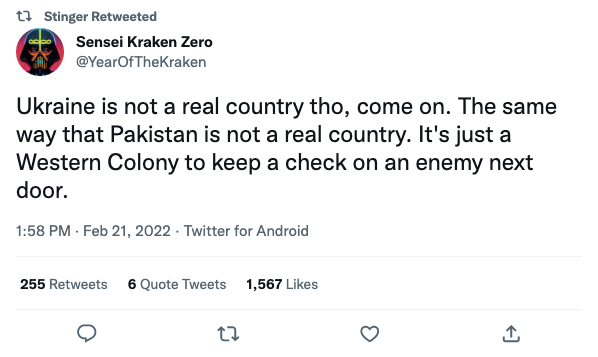 Stinger Retweeted
Sensei Kraken Zero
@YearOfTheKraken
Ukraine is not a real country tho, come on. The same
way that Pakistan is not a real country. It's just a
Western Colony to keep a check on an enemy next
door.
1:58 PM · Feb 21, 2022 · Twitter for Android
255 Retweets 6 Quote Tweets 1,567 Likes